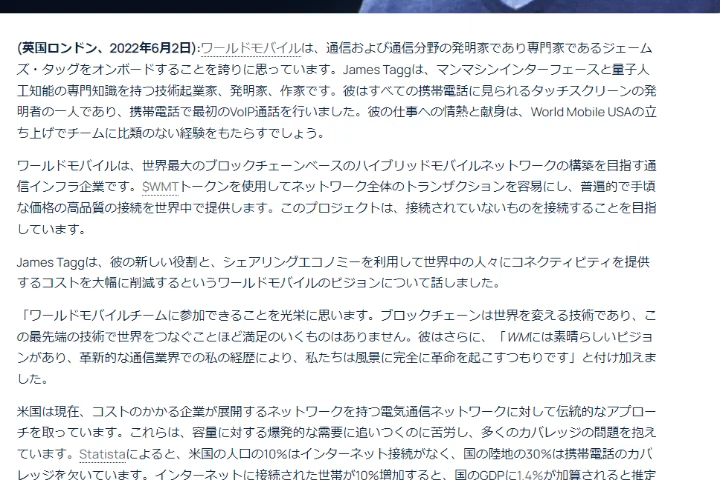 (英国ロンドン、2022年6月2日):ワールドモバイルは、通信および通信分野の発明家であり専門家であるジェーム
ズ・タッグをオンボードすることを誇りに思っています。James Taggは、マンマシンインターフェースと量子人
工知能の専門知識を持つ技術起業家、発明家、作家です。彼はすべての携帯電話に見られるタッチスクリーンの発
明者の一人であり、携帯電話で最初のVoIP通話を行いました。彼の仕事への情熱と献身は、World Mobile USAの立
ち上げでチームに比類のない経験をもたらすでしょう。
ワールドモバイルは、世界最大のブロックチェーンベースのハイブリッドモバイルネットワークの構築を目指す通
信インフラ企業です。$WMTトークンを使用してネットワーク全体のトランザクションを容易にし、普遍的で手頃
な価格の高品質の接続を世界中で提供します。このプロジェクトは、接続されていないものを接続することを目指
しています。
James Taggは、彼の新しい役割と、シェアリングエコノミーを利用して世界中の人々にコネクティビティを提供
するコストを大幅に削減するというワールドモバイルのビジョンについて話しました。
「ワールドモバイルチームに参加できることを光栄に思います。ブロックチェーンは世界を変える技術であり、こ
の最先端の技術で世界をつなぐことほど満足のいくものはありません。彼はさらに、「WMには素晴らしいビジョ
ンがあり、革新的な通信業界での私の経歴により、私たちは風景に完全に革命を起こすつもりです」と付け加えま
した。
米国は現在、コストのかかる企業が展開するネットワークを持つ電気通信ネットワークに対して伝統的なアプロー
チを取っています。これらは、容量に対する爆発的な需要に追いつくのに苦労し、多くのカバレッジの問題を抱え
ています。Statistaによると、米国の人口の10%はインターネット接続がなく、国の陸地の30%は携帯電話のカバ
レッジを欠いています。インターネットに接続された世帯が10%増加すると、国のGDPに1.4%が加算されると推定